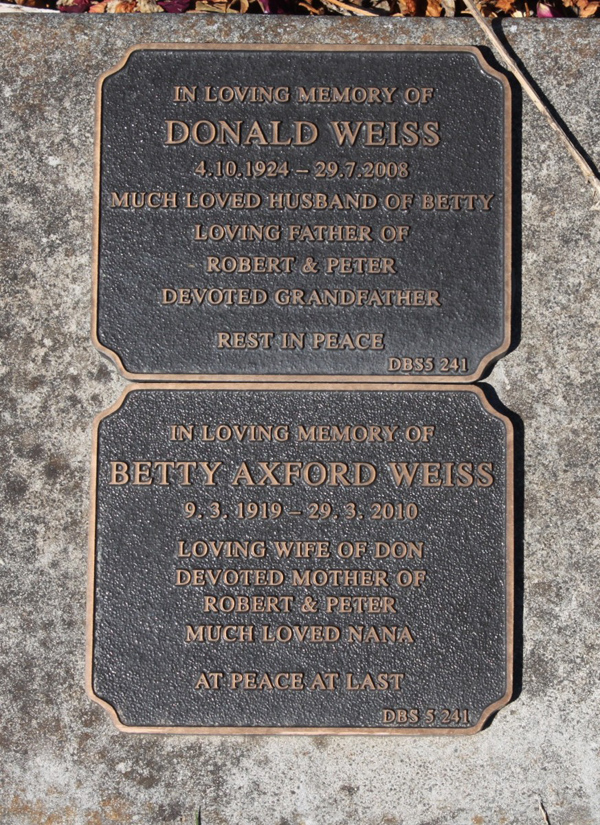 IN LOVING MEMORY OF
DONALD WEISS
4.10.1924 – 29.7.2008
MUCH LOVED HUSBAND OF BETTY
LOVING FATHER OF
ROBERT & PETER
DEVOTED GRANDFATHER
REST IN PEACE
DBS5 241
IN LOVING MEMORY OF
BETTY AXFORD WEISS
9. 3. 1919 – 29. 3. 2010
LOVING WIFE OF DON
DEVOTED MOTHER OF
ROBERT & PETER
MUCH LOVED NANA
AT PEACE AT LAST
DBS 5 241